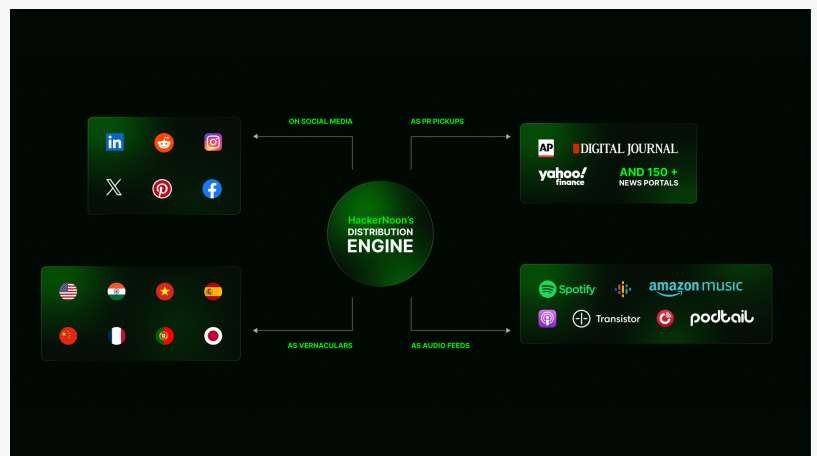 ON SOCIAL MEDIA
AS PR PICKUPS
in
AP
DIGITAL JOURNAL
yahoo!
finance
AND 150 +
NEWS PORTALS
HackerNoon's
DISTRIBUTION
ENGINE
Spotify
amazon music
Transistor
podtail
AS VERNACULARS
AS AUDIO FEEDS